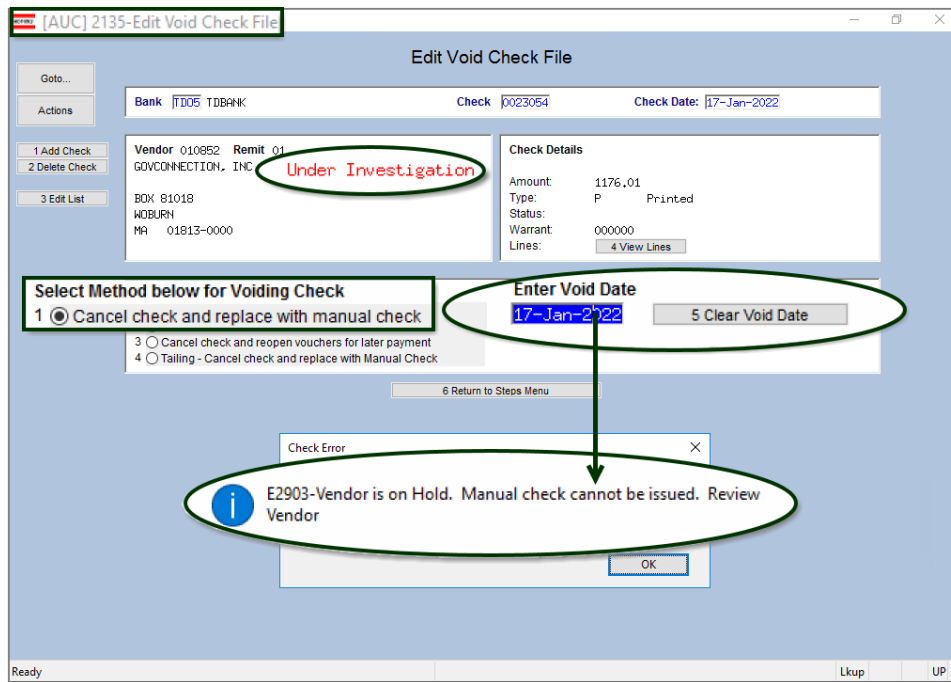 [AUC] 2135-Edit Void Check File
Edit Void Check File
Goto...
Actions
1 Add Check
2 Delete Check
3 Edit List
Bank TD05 TDBANK Check 0023054 Check Date: 17-Jan-2022
Vendor 010852 Remit 01
GOVCONNECTION, INC
Under Investigation
BOX 81018
WOBURN
MA 01813-0000
Check Details
Amount: 1176.01
Type: P Printed
Status:
Warrant: 000000
Lines: 4 View Lines
Select Method below for Voiding Check
1 Cancel check and replace with manual check
3 Cancel check and reopen vouchers for later payment
4 Tailing - Cancel check and replace with Manual Check
Enter Void Date
17-Jan-2022 5 Clear Void Date
6 Return to Steps Menu
Check Error
E2903-Vendor is on Hold. Manual check cannot be issued. Review
Vendor
OK
Ready Lkup UP